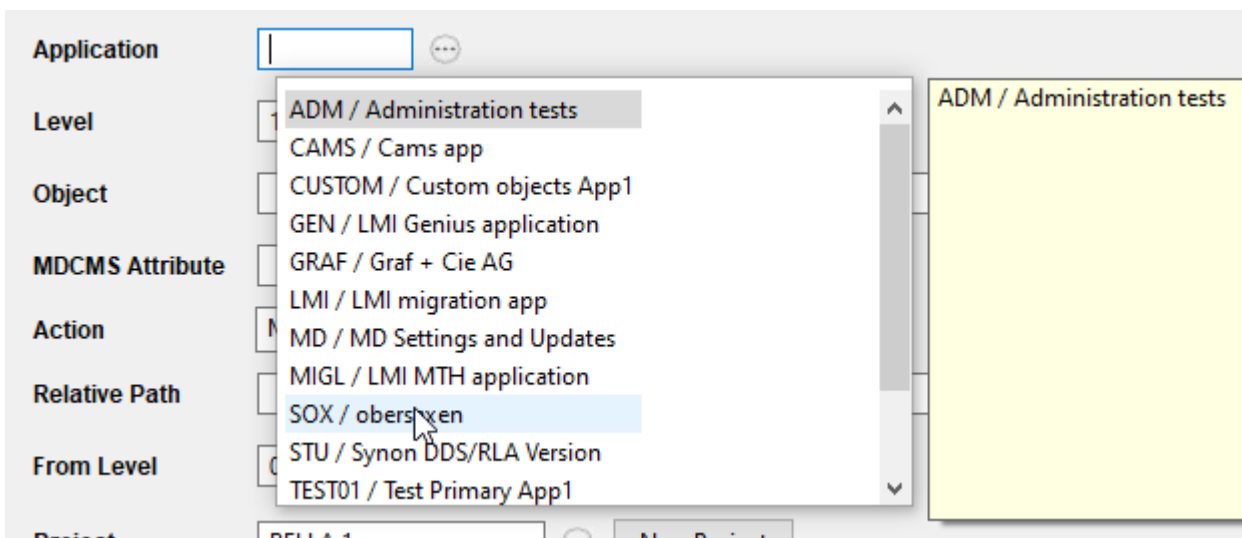 Application
ADM / Administration tests
ADM / Administration tests
Level
CAMS / Cams app
CUSTOM / Custom objects App1
Object
GEN / LMI Genius application
MDCMS Attribute
GRAF / Graf + Cie AG
LMI / LMI migration app
Action
MD / MD Settings and Updates
MIGL / LMI MTH application
Relative Path
SOX / obersaxen
STU / Synon DDS/RLA Version
From Level
TEST01 / Test Primary App1